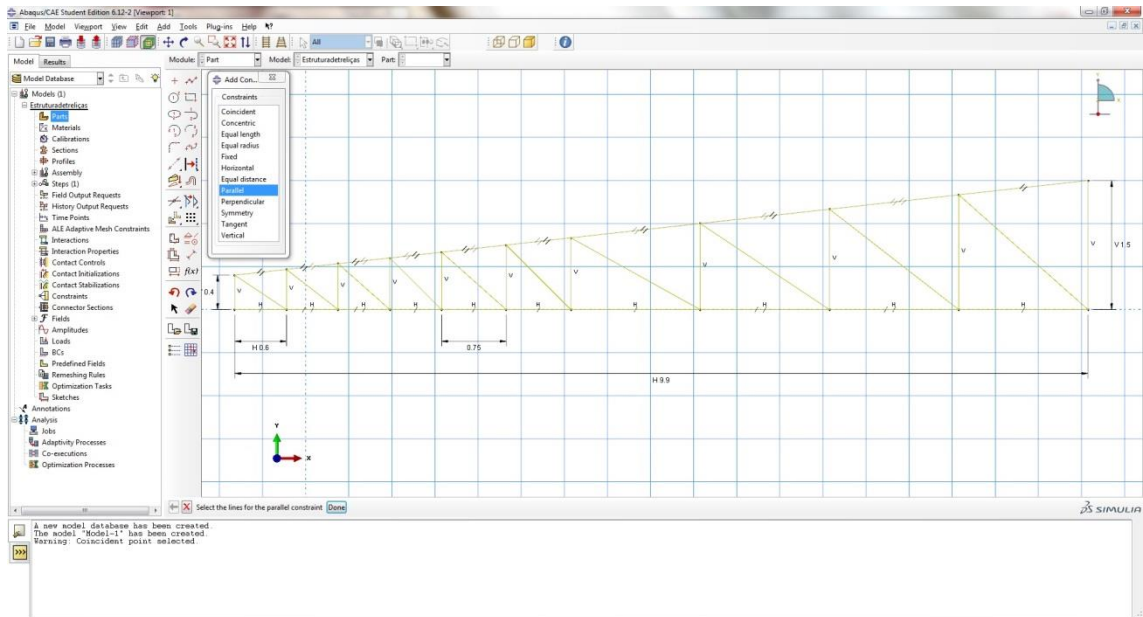 Abaqus/CAE Student Edition 6.12-2 [Viewport: 1]
File Model Viewport View Edit Add Tools Plug-ins Help
All
Model Results
Module: Part Model: Estruturadetreliças Part:
Model Database
Models (1)
Estruturadetreliças
Parts
Materials
Calibrations
Sections
Profiles
Assembly
Steps (1)
Field Output Requests
History Output Requests
Time Points
ALE Adaptive Mesh Constraints
Interactions
Interaction Properties
Contact Controls
Contact Initializations
Contact Stabilizations
Constraints
Connector Sections
Fields
Amplitudes
Loads
BCs
Predefined Fields
Remeshing Rules
Optimization Tasks
Sketches
Annotations
Analysis
Jobs
Adaptivity Processes
Co-executions
Optimization Processes
Add Con...
Constraints
Coincident
Concentric
Equal length
Equal radius
Fixed
Horizontal
Equal distance
Parallel
Perpendicular
Symmetry
Tangent
Vertical
f(x)
V V V V V V V V V V
V 1.5
0.4
H H H H H H H H H
H 0.6
0.75
H 9.9
Y
X
Select the lines for the parallel constraint Done
SIMULIA
A new model database has been created.
The model "Model-1" has been created.
Warning: Coincident point selected.